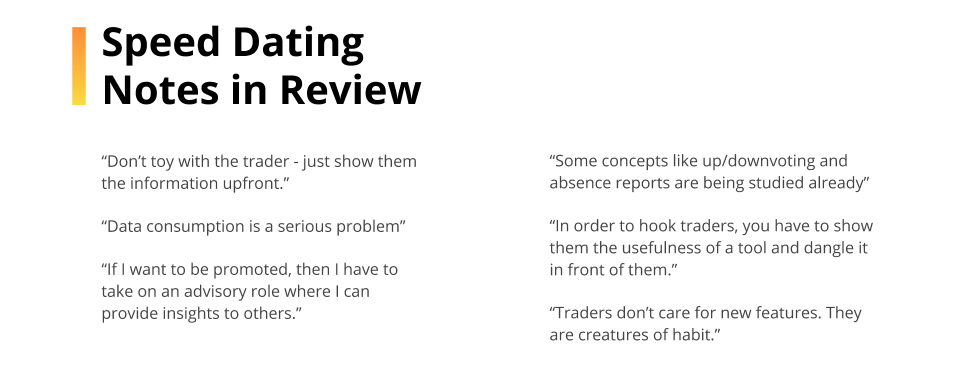 Speed Dating
Notes in Review
“Don’t toy with the trader - just show them
the information upfront.”
“Data consumption is a serious problem”
“If I want to be promoted, then I have to
take on an advisory role where I can
provide insights to others.”
“Some concepts like up/downvoting and
absence reports are being studied already”
“In order to hook traders, you have to show
them the usefulness of a tool and dangle it
in front of them.”
“Traders don’t care for new features. They
are creatures of habit.”